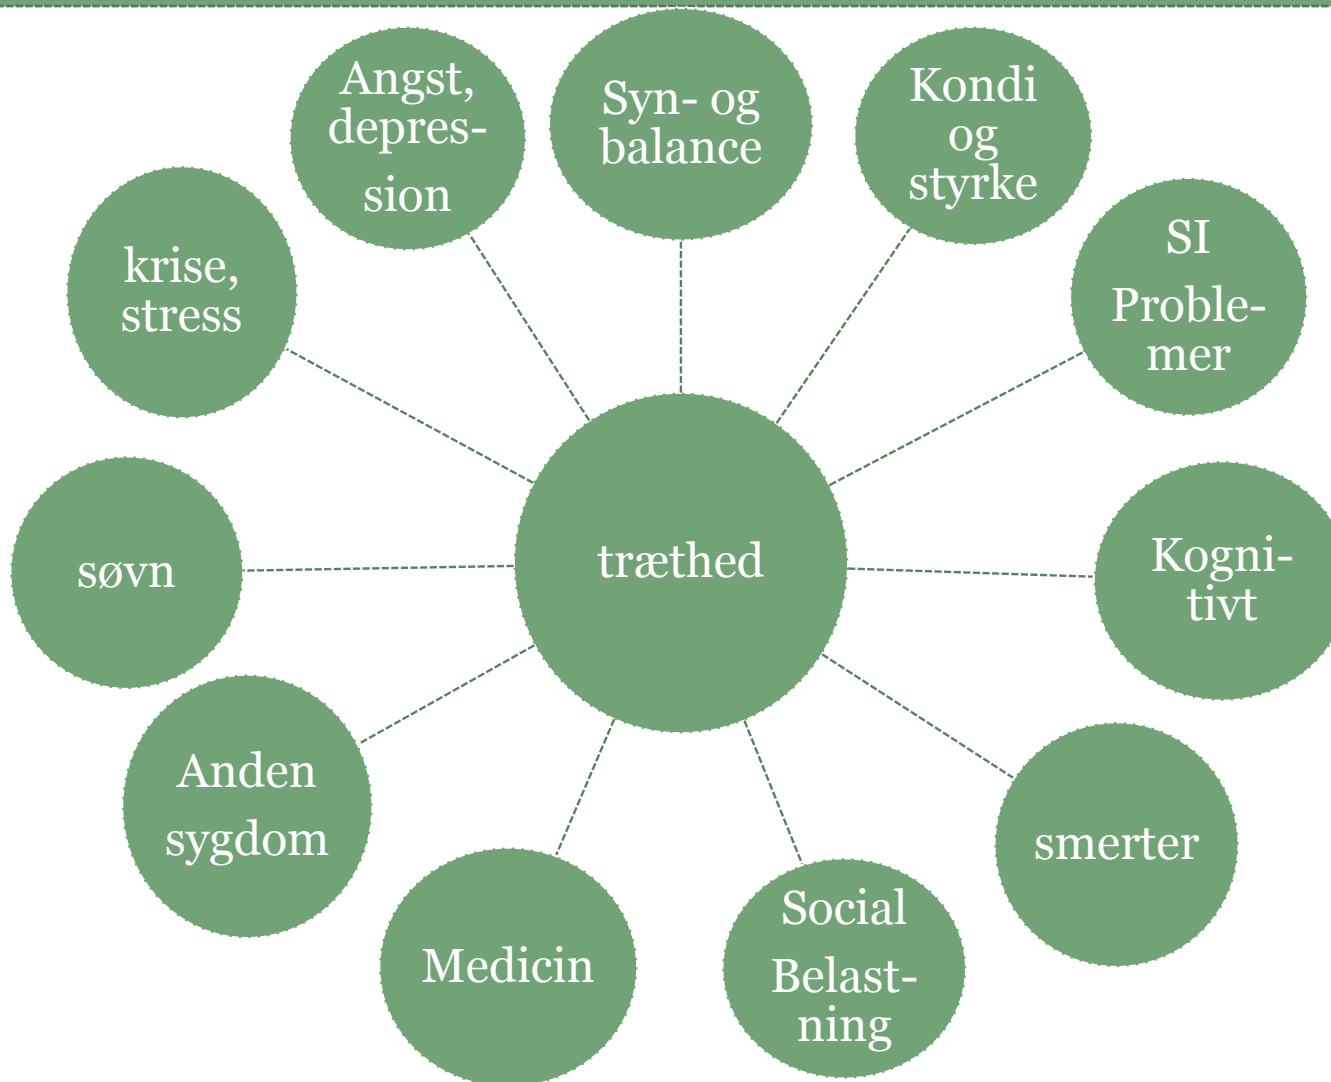 Angst,
depres-
sion
Syn- og
balance
Kondi
og
styrke
SI
Proble-
mer
krise,
stress
søvn
træthed
Kogni-
tivt
Anden
sygdom
smerter
Medicin
Social
Belast-
ning